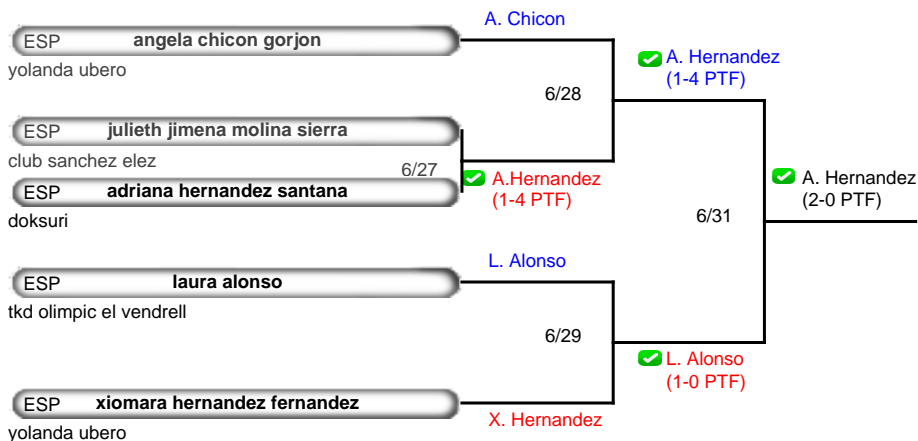 A. Chicon
ESP angela chicon gorjon
yolanda ubero
A. Hernandez
(1-4 PTF)
6/28
ESP julieth jimena molina sierra
club sanchez elez
6/27
ESP adriana hernandez santana
doksuri
A.Hernandez
(1-4 PTF)
A. Hernandez
(2-0 PTF)
6/31
L. Alonso
ESP laura alonso
tkd olimpic el vendrell
6/29
L. Alonso
(1-0 PTF)
ESP xiomara hernandez fernandez
yolanda ubero
X. Hernandez